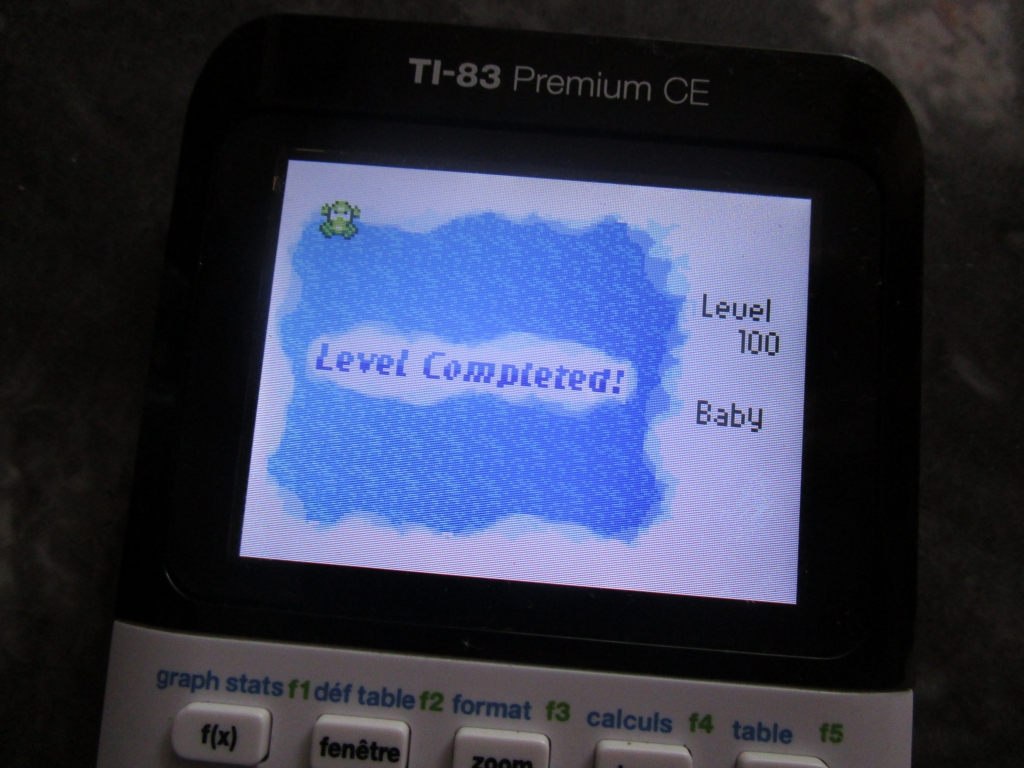 TI-83 Premium CE
Level
100
Level Completed!
Baby
graph stats f1 déf table f2 format f3 calculs f4 table f5
f(x) fenêtre zoom